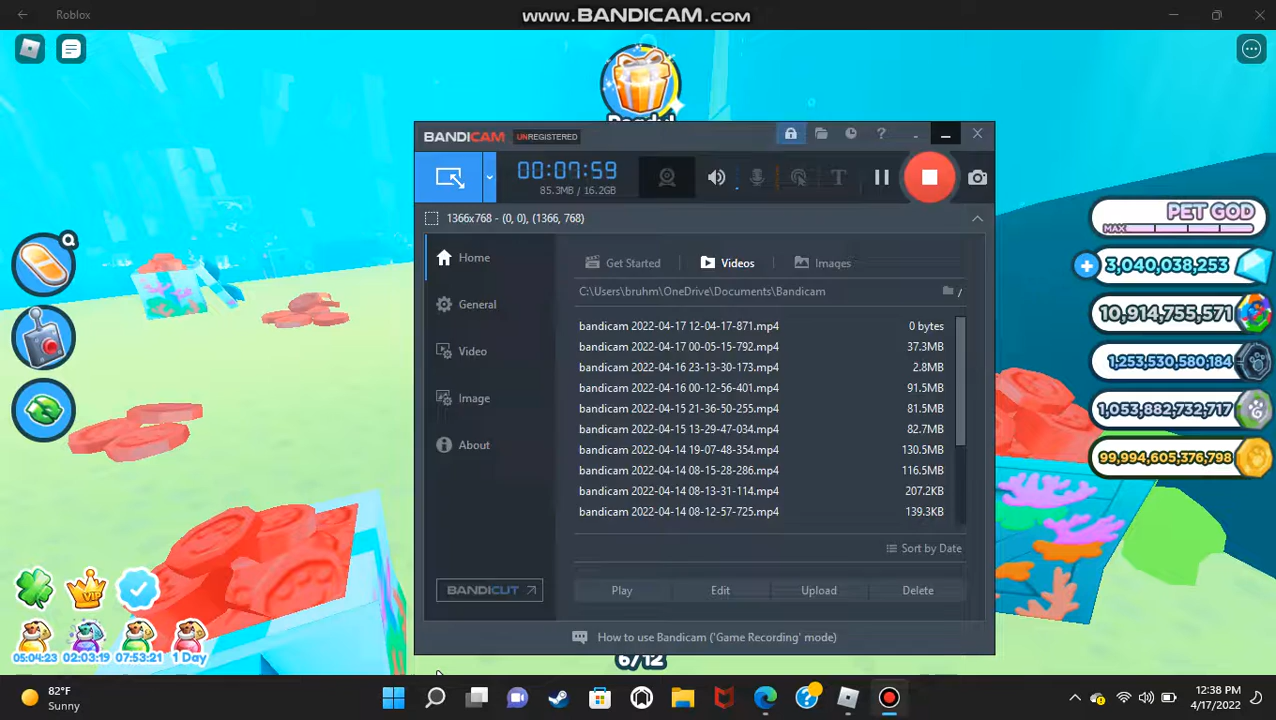 Roblox
www.BANDICAM.com
BANDICAM UNREGISTERED
00:07:59
85.3MB / 16.2GB
1366x768 - (0, 0), (1366, 768)
Home
General
Video
Image
About
BANDICUT
Get Started
Videos
Images
C:\Users\bruhm\OneDrive\Documents\Bandicam
/
bandicam 2022-04-17 12-04-17-871.mp4 0 bytes
bandicam 2022-04-17 00-05-15-792.mp4 37.3MB
bandicam 2022-04-16 23-13-30-173.mp4 2.8MB
bandicam 2022-04-16 00-12-56-401.mp4 91.5MB
bandicam 2022-04-15 21-36-50-255.mp4 81.5MB
bandicam 2022-04-15 13-29-47-034.mp4 82.7MB
bandicam 2022-04-14 19-07-48-354.mp4 130.5MB
bandicam 2022-04-14 08-15-28-286.mp4 116.5MB
bandicam 2022-04-14 08-13-31-114.mp4 207.2KB
bandicam 2022-04-14 08-12-57-725.mp4 139.3KB
Sort by Date
Play Edit Upload Delete
How to use Bandicam ('Game Recording' mode)
6/12
PET GOD
MAX
3,040,038,253
10,914,755,571
1,253,530,580,184
1,053,882,732,717
99,994,605,376,798
VIP
05:04:23 02:03:19 07:53:21 1 Day
82°F
Sunny
12:38 PM
4/17/2022